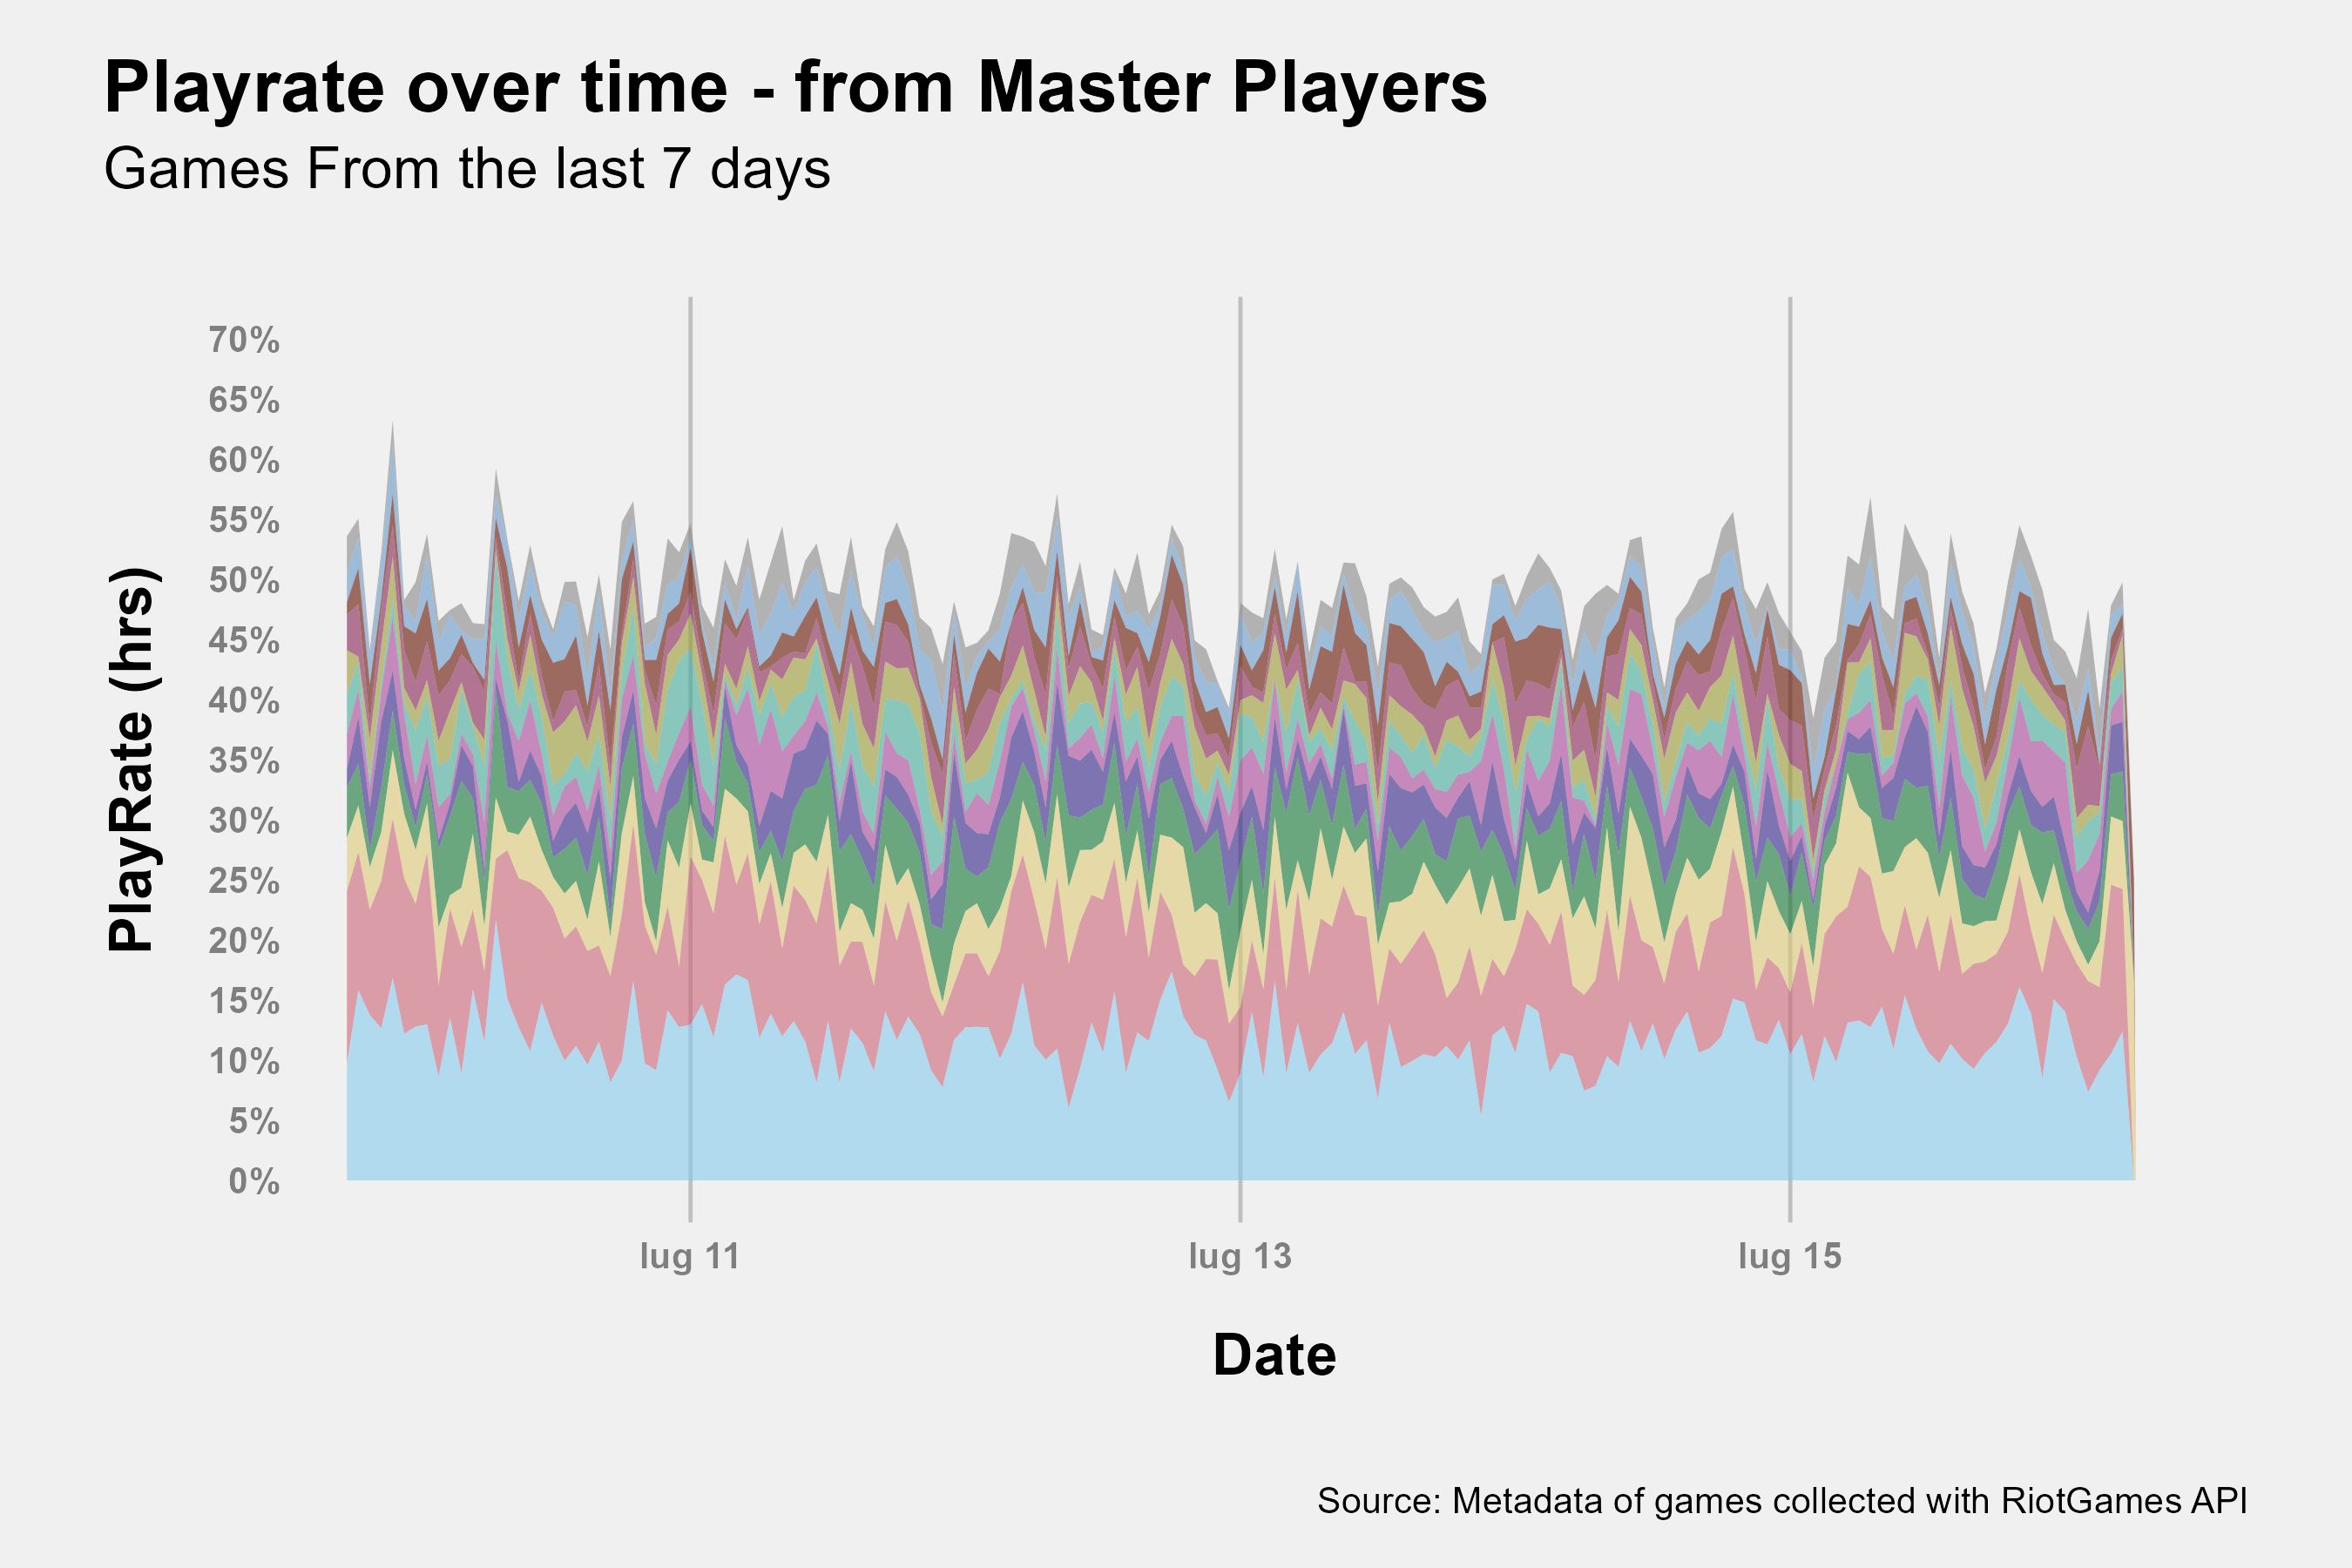 Playrate over time - from Master Players
Games From the last 7 days
70%
65%
60%
55%
50%
45%
40%
35%
30%
25%
20%
15%
10%
5%
0%
PlayRate (hrs)
lug 11
lug 13
lug 15
Date
Source: Metadata of games collected with RiotGames API